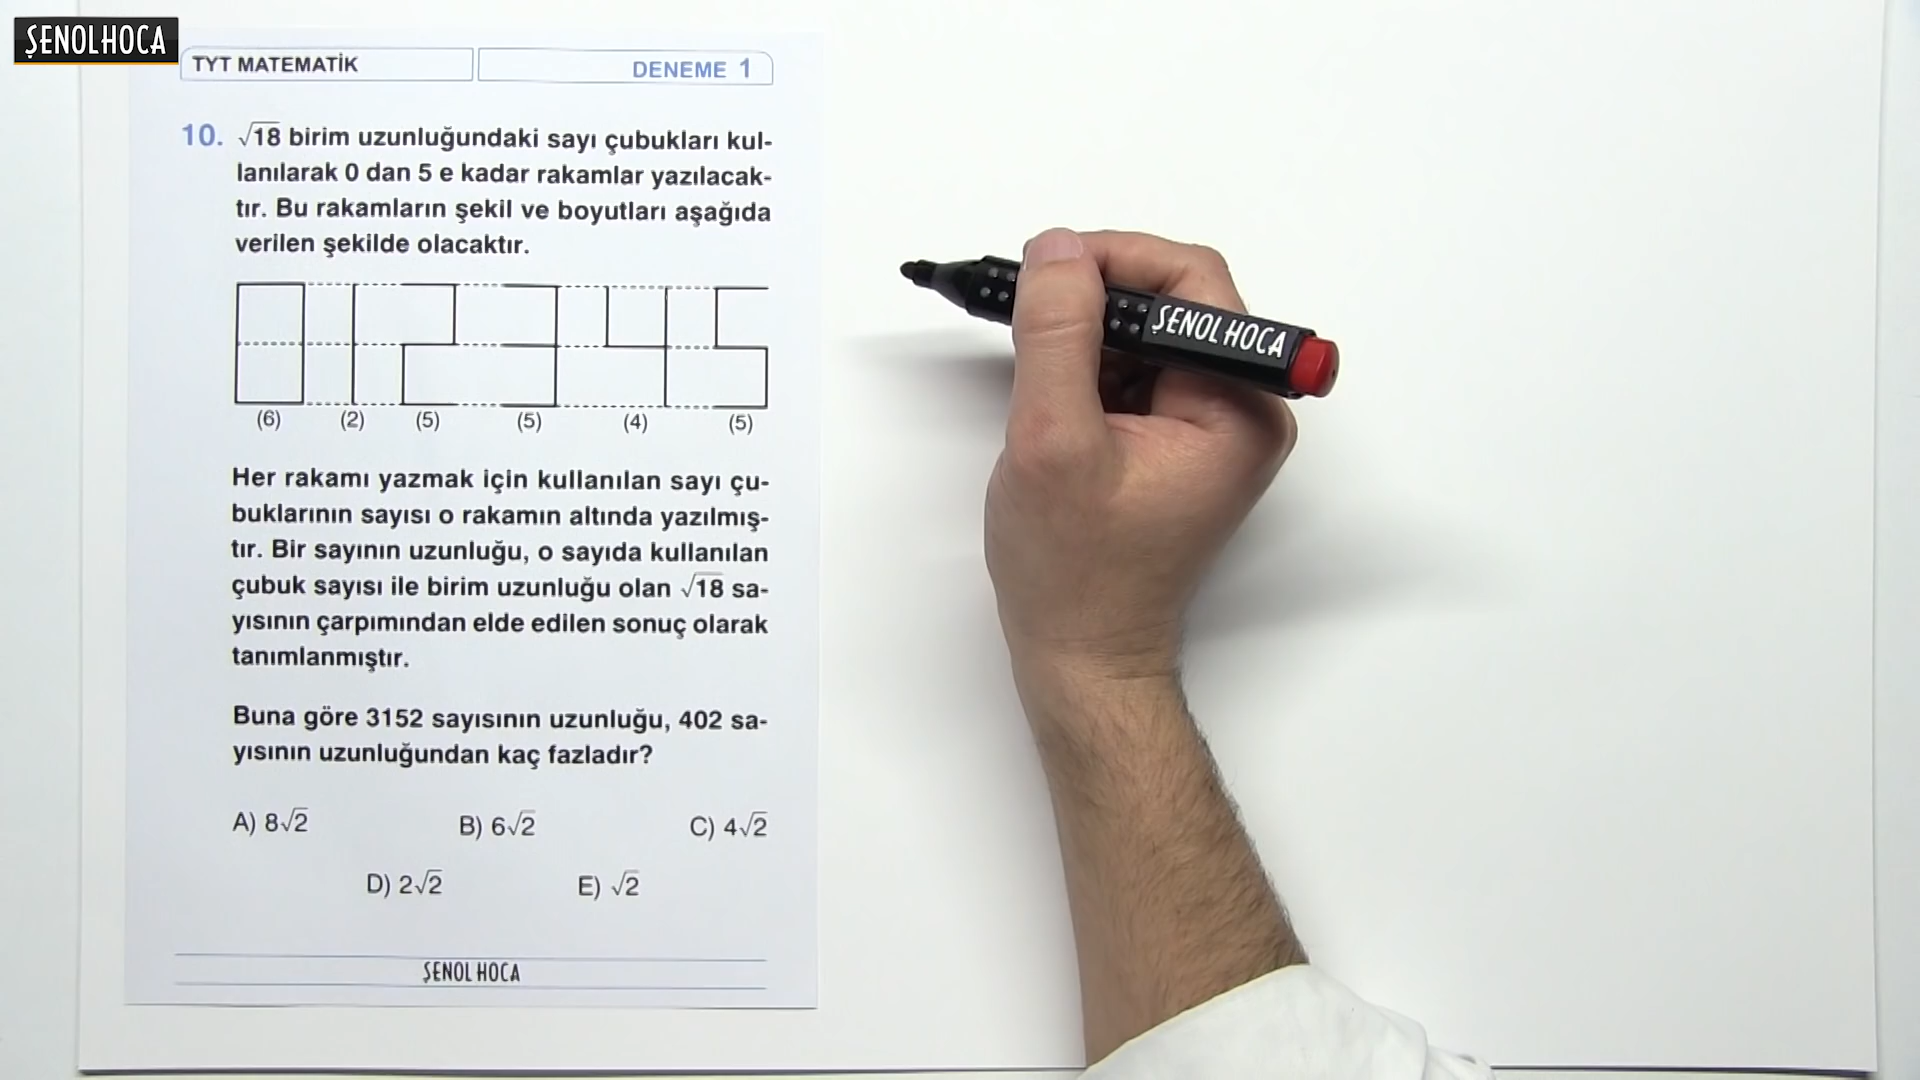 ŞENOLHOCA
TYT MATEMATİK
DENEME 1
10. √18 birim uzunluğundaki sayı çubukları kul-
lanılarak 0 dan 5 e kadar rakamlar yazılacak-
tır. Bu rakamların şekil ve boyutları aşağıda
verilen şekilde olacaktır.
(6) (2) (5) (5) (4) (5)
Her rakamı yazmak için kullanılan sayı çu-
buklarının sayısı o rakamın altında yazılmış-
tır. Bir sayının uzunluğu, o sayıda kullanılan
çubuk sayısı ile birim uzunluğu olan √18 sa-
yısının çarpımından elde edilen sonuç olarak
tanımlanmıştır.
Buna göre 3152 sayısının uzunluğu, 402 sa-
yısının uzunluğundan kaç fazladır?
A) 8√2 B) 6√2 C) 4√2
D) 2√2 E) √2
ŞENOL HOCA
ŞENOL HOCA